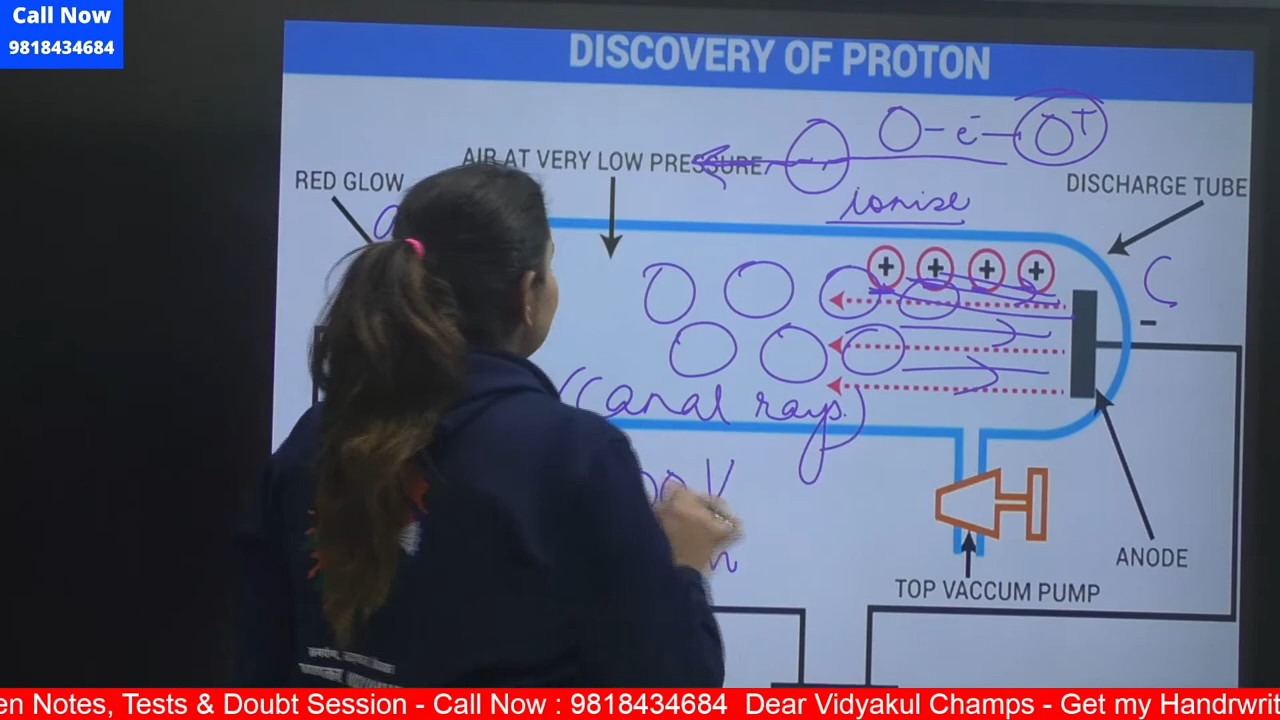 Call Now
9818434684
DISCOVERY OF PROTON
O - e⁻ - O+
AIR AT VERY LOW PRESSURE
RED GLOW
DISCHARGE TUBE
ionise
+ + + +
C
-
(Canal rays)
V
n
ANODE
TOP VACCUM PUMP
en Notes, Tests & Doubt Session - Call Now : 9818434684 Dear Vidyakul Champs - Get my Handrwrit